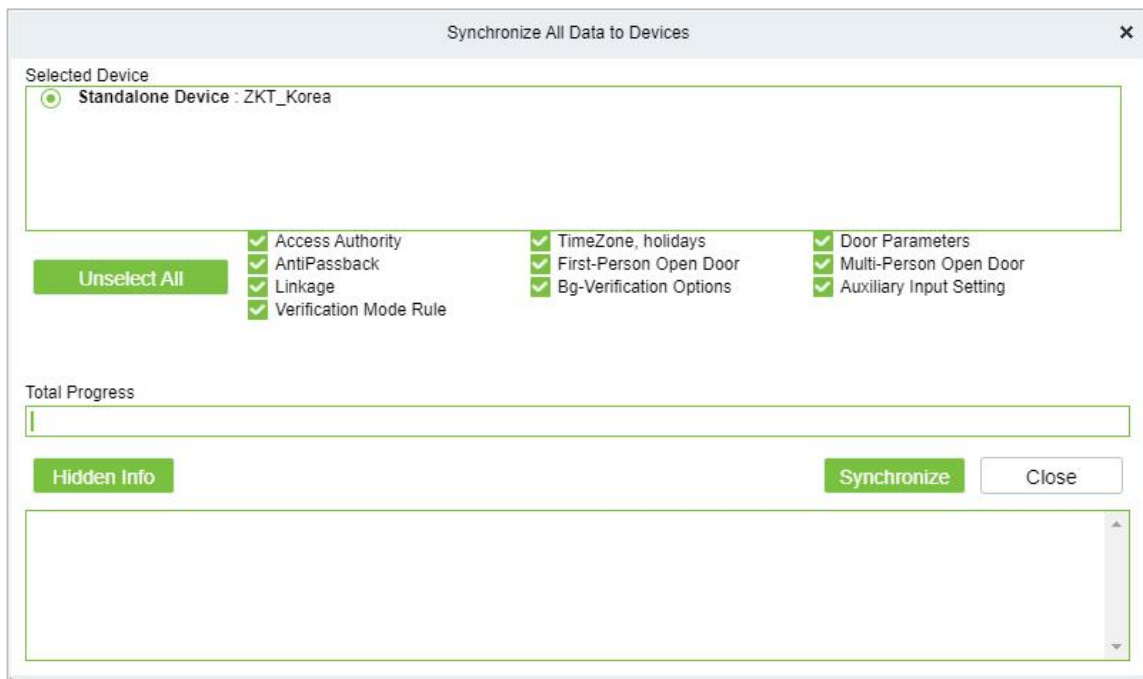 Synchronize All Data to Devices
Selected Device
Standalone Device : ZKT_Korea
Unselect All
Access Authority
TimeZone, holidays
Door Parameters
AntiPassback
First-Person Open Door
Multi-Person Open Door
Linkage
Bg-Verification Options
Auxiliary Input Setting
Verification Mode Rule
Total Progress
Hidden Info
Synchronize
Close